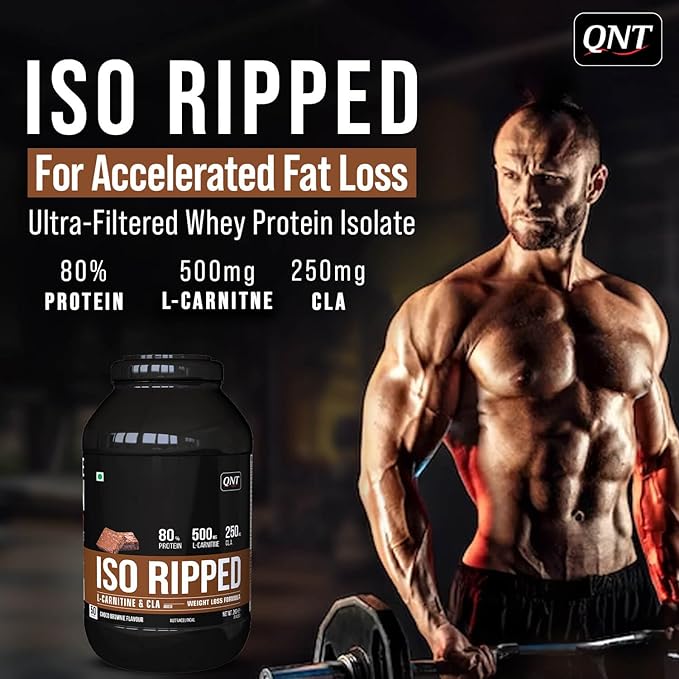 QNT
ISO RIPPED
For Accelerated Fat Loss
Ultra-Filtered Whey Protein Isolate
80% 500mg 250mg
PROTEIN L-CARNITNE CLA
QNT
80% 500MG 250MG
PROTEIN L-CARNITINE CLA
ISO RIPPED
L-CARNITINE & CLA WEIGHT LOSS FORMULA
CHOCO BROWNIE FLAVOUR